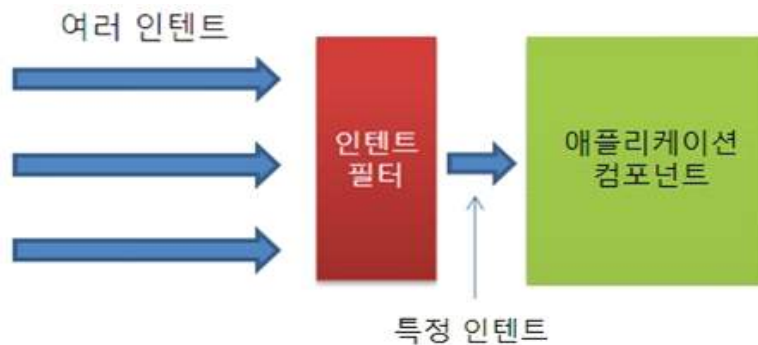 여러 인텐트
인텐트
필터
애플리케이션
컴포넌트
특정 인텐트